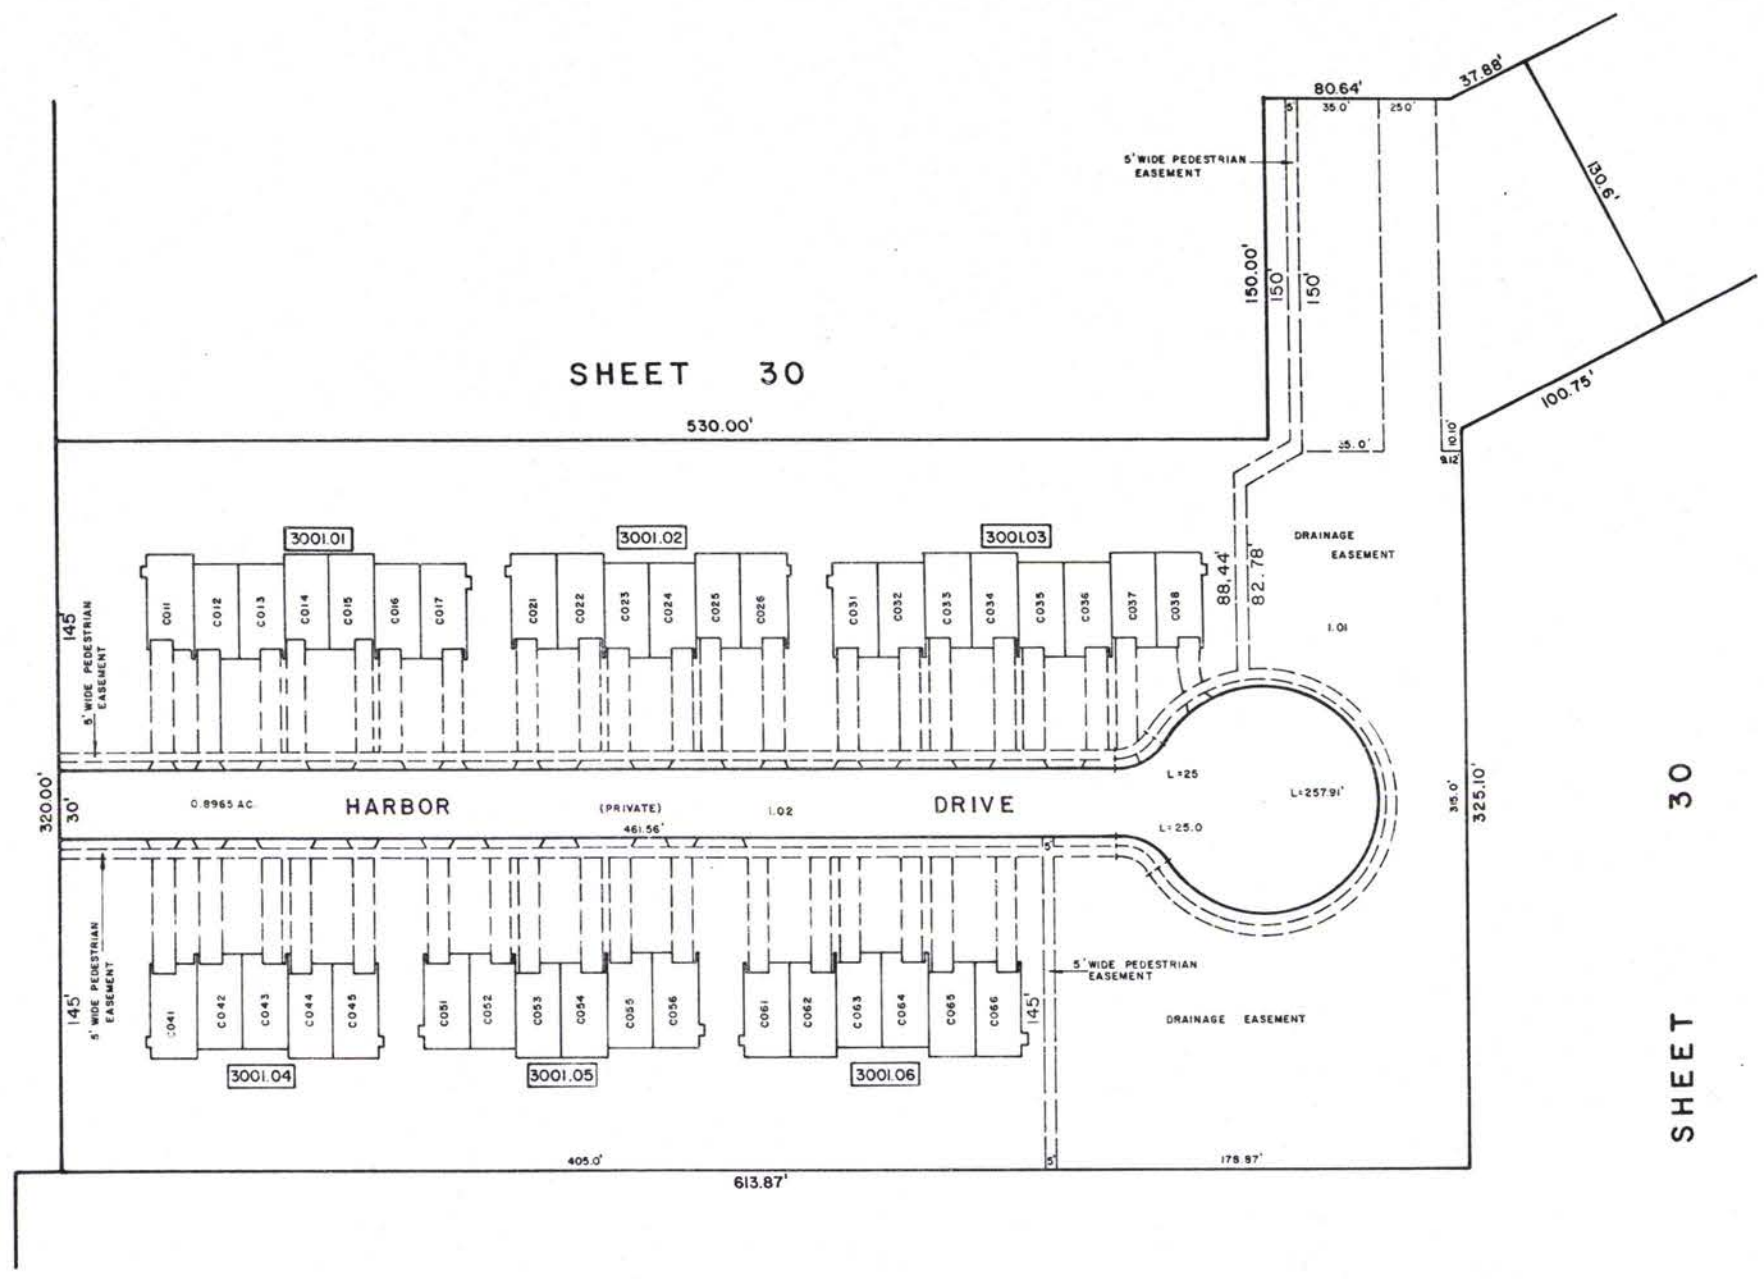 37.88'
80.64'
5'
35.0'
25.0'
5' WIDE PEDESTRIAN
EASEMENT
130.6'
150.00'
150'
150'
SHEET 30
100.75'
530.00'
10.10'
35.0'
9.12'
3001.01
3001.02
3001.03
DRAINAGE
EASEMENT
88.44'
82.78'
C011
C012
C013
C014
C015
C016
C017
C021
C022
C023
C024
C025
C026
C031
C032
C033
C034
C035
C036
C037
C038
145'
5' WIDE PEDESTRIAN
EASEMENT
1.01
L=25
320.00'
30'
0.8965 AC.
HARBOR
(PRIVATE)
1.02
DRIVE
L=257.91'
315.0'
325.10'
461.56'
L=25.0
5'
SHEET 30
145'
5' WIDE PEDESTRIAN
EASEMENT
C041
C042
C043
C044
C045
C051
C052
C053
C054
C055
C056
C061
C062
C063
C064
C065
C066
145'
5' WIDE PEDESTRIAN
EASEMENT
DRAINAGE EASEMENT
3001.04
3001.05
3001.06
405.0'
5'
178.87'
613.87'